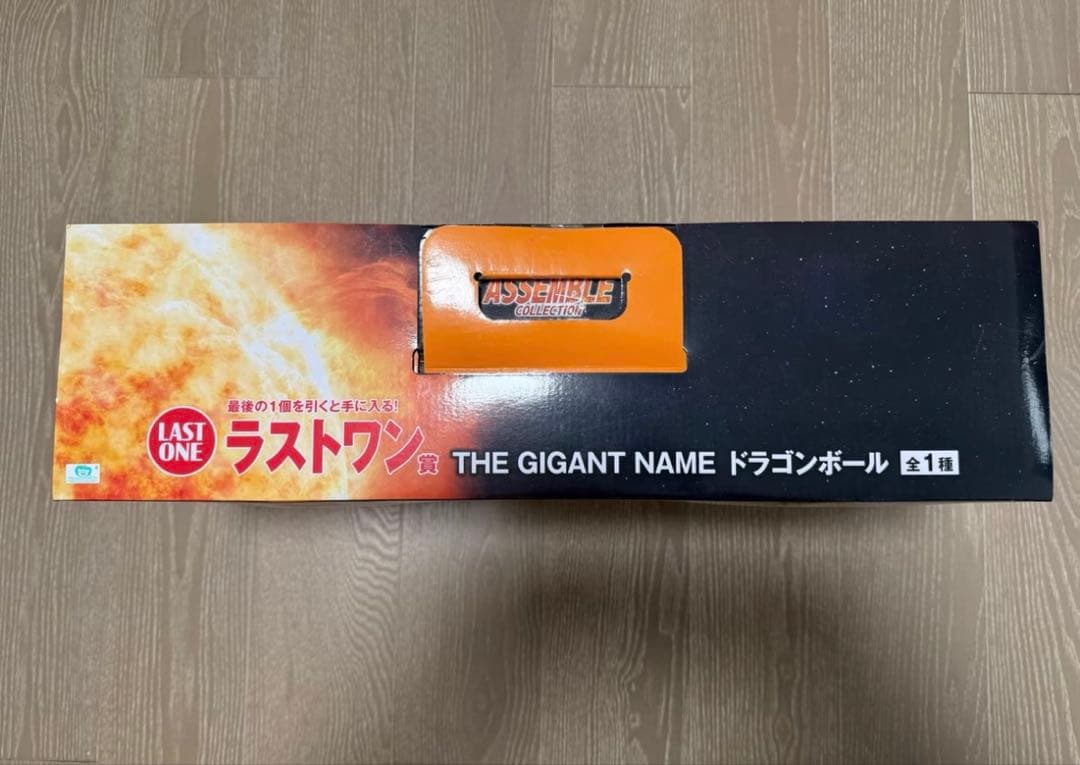 ASSEMBLE
COLLECTION
最後の1個を引くと手に入る!
LAST
ONE
ラストワン賞
THE GIGANT NAME ドラゴンボール 全1種